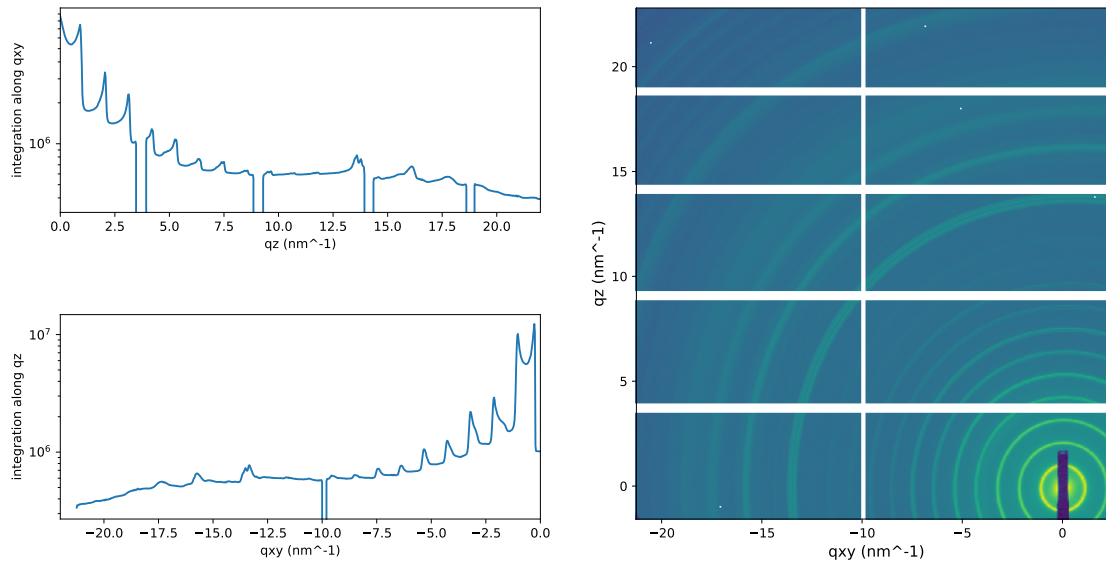 integration along qxy
10^6
0.0 2.5 5.0 7.5 10.0 12.5 15.0 17.5 20.0
qz (nm^-1)
integration along qz
10^7
10^6
−20.0 −17.5 −15.0 −12.5 −10.0 −7.5 −5.0 −2.5 0.0
qxy (nm^-1)
qz (nm^-1)
20
15
10
5
0
−20 −15 −10 −5 0
qxy (nm^-1)